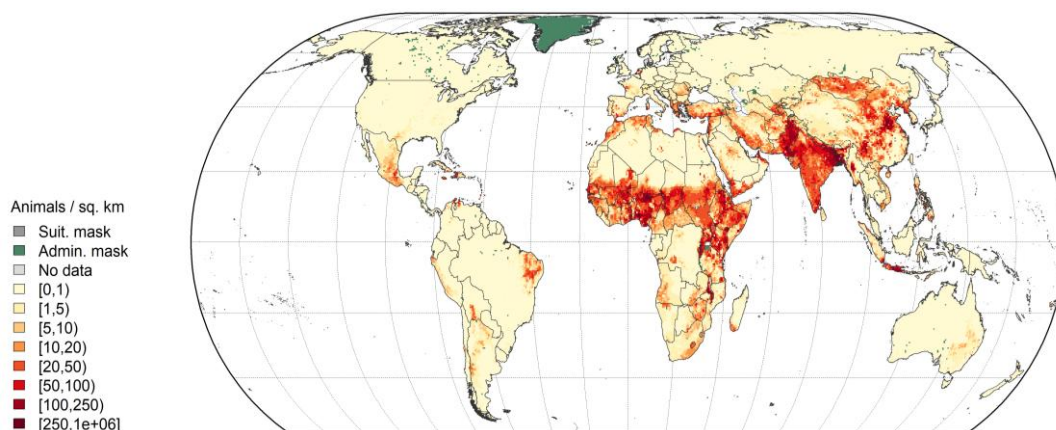 Animals / sq. km
Suit. mask
Admin. mask
No data
[0,1)
[1,5)
[5,10)
[10,20)
[20,50)
[50,100)
[100,250)
[250,1e+06]